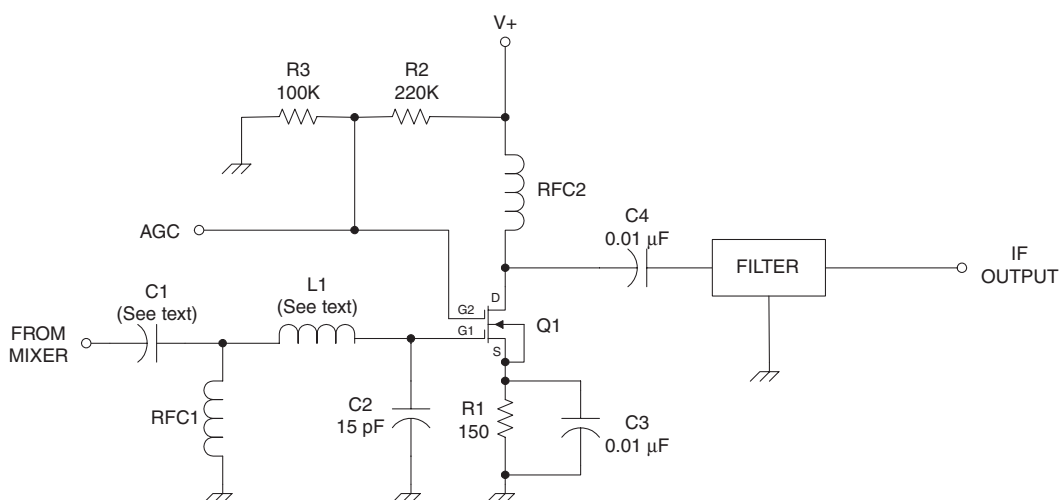 V+
R3
100K
R2
220K
RFC2
AGC
C4
0.01 μF
FILTER
IF
OUTPUT
C1
(See text)
L1
(See text)
G2
D
G1
Q1
S
FROM
MIXER
RFC1
C2
15 pF
R1
150
C3
0.01 μF